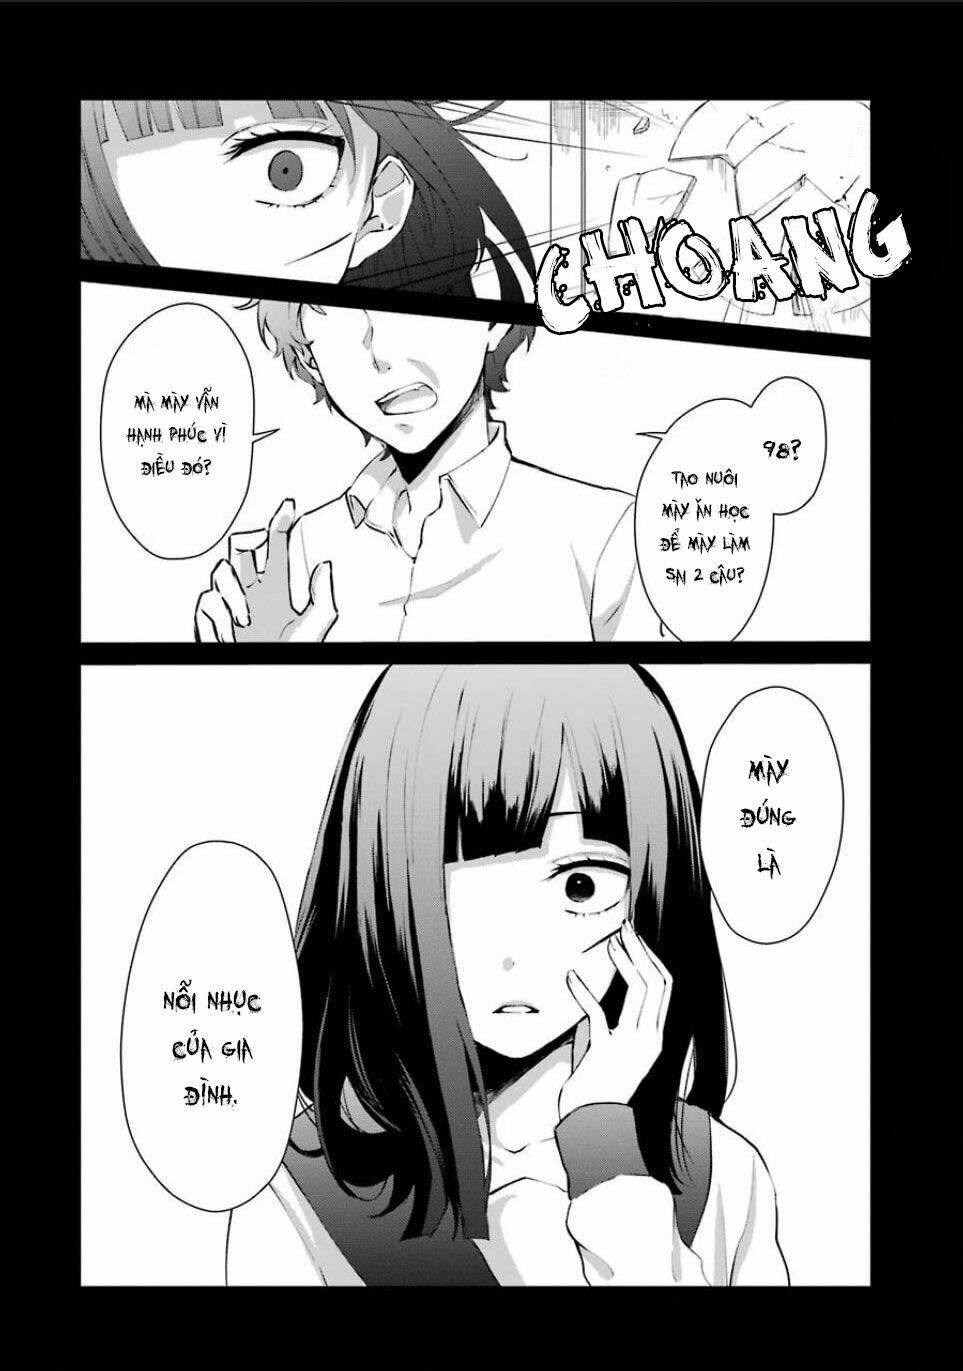 CHOANG
98?
TAO NUÔI
MÀY ĂN HỌC
ĐỂ MÀY LÀM
SAI 2 CÂU?
MÀ MÀY VẪN
HẠNH PHÚC VÌ
ĐIỀU ĐÓ?
MÀY
ĐÚNG
LÀ
NỖI NHỤC
CỦA GIA
ĐÌNH.